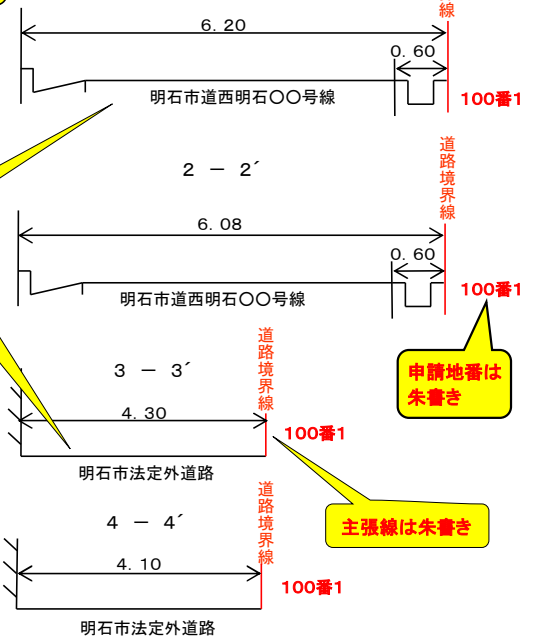 線
6.20
0.60
明石市道西明石〇〇号線
100番1
2 － 2´
道路境界線
6.08
0.60
明石市道西明石〇〇号線
100番1
申請地番は
朱書き
3 － 3´
道路境界線
4.30
100番1
明石市法定外道路
主張線は朱書き
4 － 4´
道路境界線
4.10
100番1
明石市法定外道路